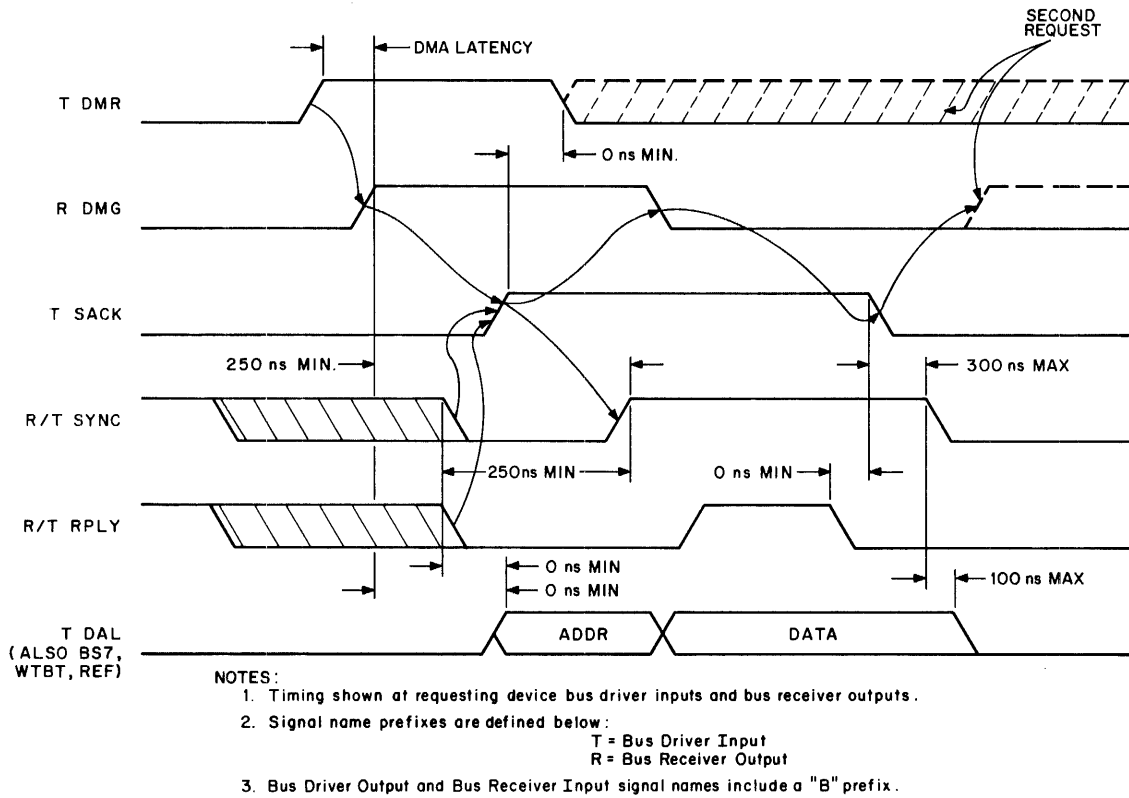 SECOND
REQUEST
DMA LATENCY
T DMR
0 ns MIN.
R DMG
T SACK
250 ns MIN.
300 ns MAX
R/T SYNC
250ns MIN
0 ns MIN
R/T RPLY
0 ns MIN
0 ns MIN
100 ns MAX
T DAL
(ALSO BS7,
WTBT, REF)
ADDR
DATA
NOTES:
1. Timing shown at requesting device bus driver inputs and bus receiver outputs.
2. Signal name prefixes are defined below:
T = Bus Driver Input
R = Bus Receiver Output
3. Bus Driver Output and Bus Receiver Input signal names include a "B" prefix.